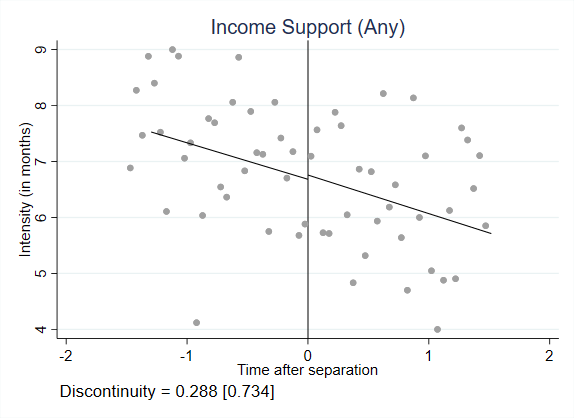 Income Support (Any)
Intensity (in months)
9
8
7
6
5
4
-2
-1
0
1
2
Time after separation
Discontinuity = 0.288 [0.734]